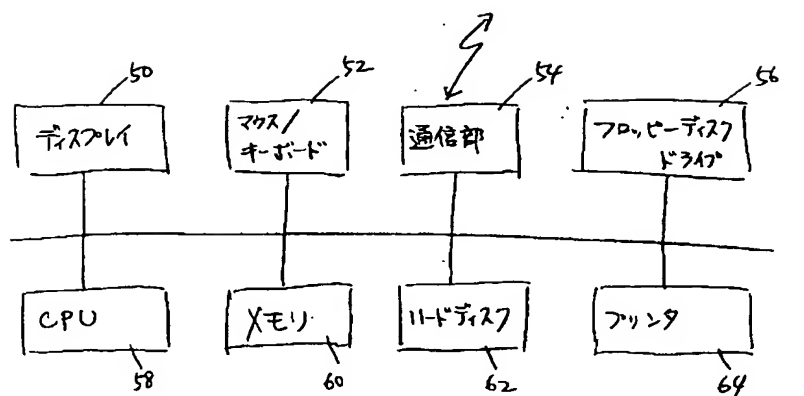 50
52
54
56
ディスプレイ
マウス/
キーボード
通信部
フロッピーディスク
ドライブ
CPU
メモリ
ハードディスク
プリンタ
58
60
62
64